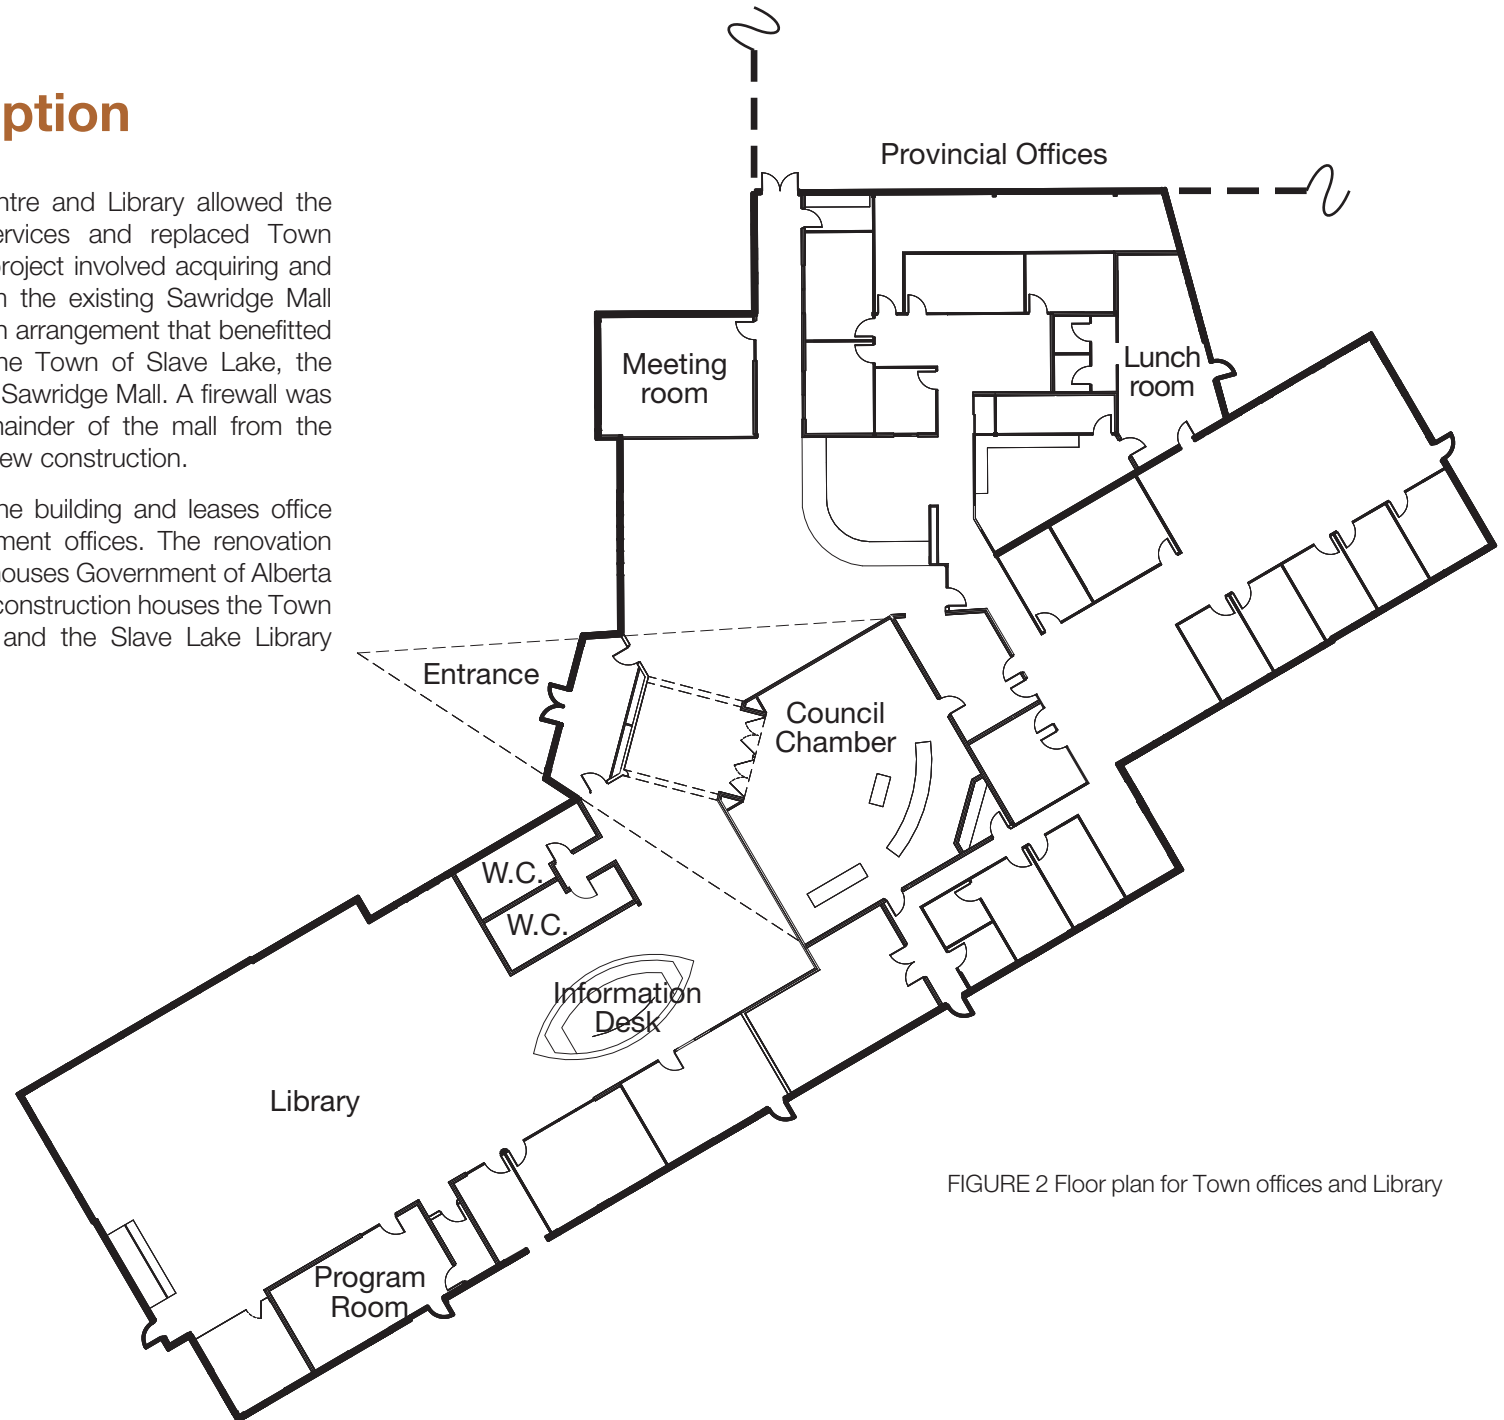 ption
ntre and Library allowed the
ervices and replaced Town
project involved acquiring and
n the existing Sawridge Mall
n arrangement that benefitted
he Town of Slave Lake, the
Sawridge Mall. A firewall was
nainder of the mall from the
ew construction.
he building and leases office
ment offices. The renovation
houses Government of Alberta
construction houses the Town
and the Slave Lake Library
Provincial Offices
Meeting
room
Lunch
room
Entrance
Council
Chamber
W.C.
W.C.
Information
Desk
Library
Program
Room
FIGURE 2 Floor plan for Town offices and Library